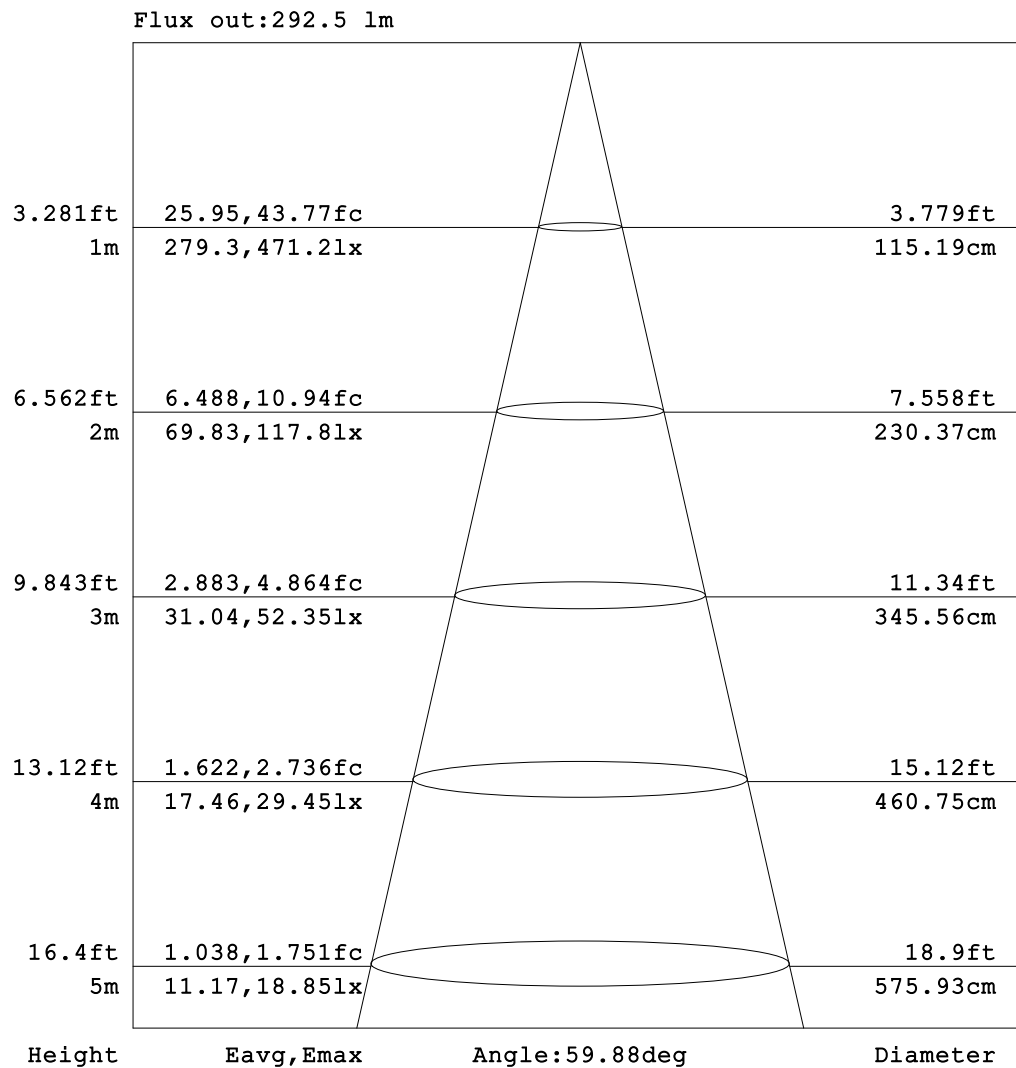 Flux out:292.5 lm
3.281ft 25.95,43.77fc 3.779ft
1m 279.3,471.2lx 115.19cm
6.562ft 6.488,10.94fc 7.558ft
2m 69.83,117.8lx 230.37cm
9.843ft 2.883,4.864fc 11.34ft
3m 31.04,52.35lx 345.56cm
13.12ft 1.622,2.736fc 15.12ft
4m 17.46,29.45lx 460.75cm
16.4ft 1.038,1.751fc 18.9ft
5m 11.17,18.85lx 575.93cm
Height Eavg,Emax Angle:59.88deg Diameter